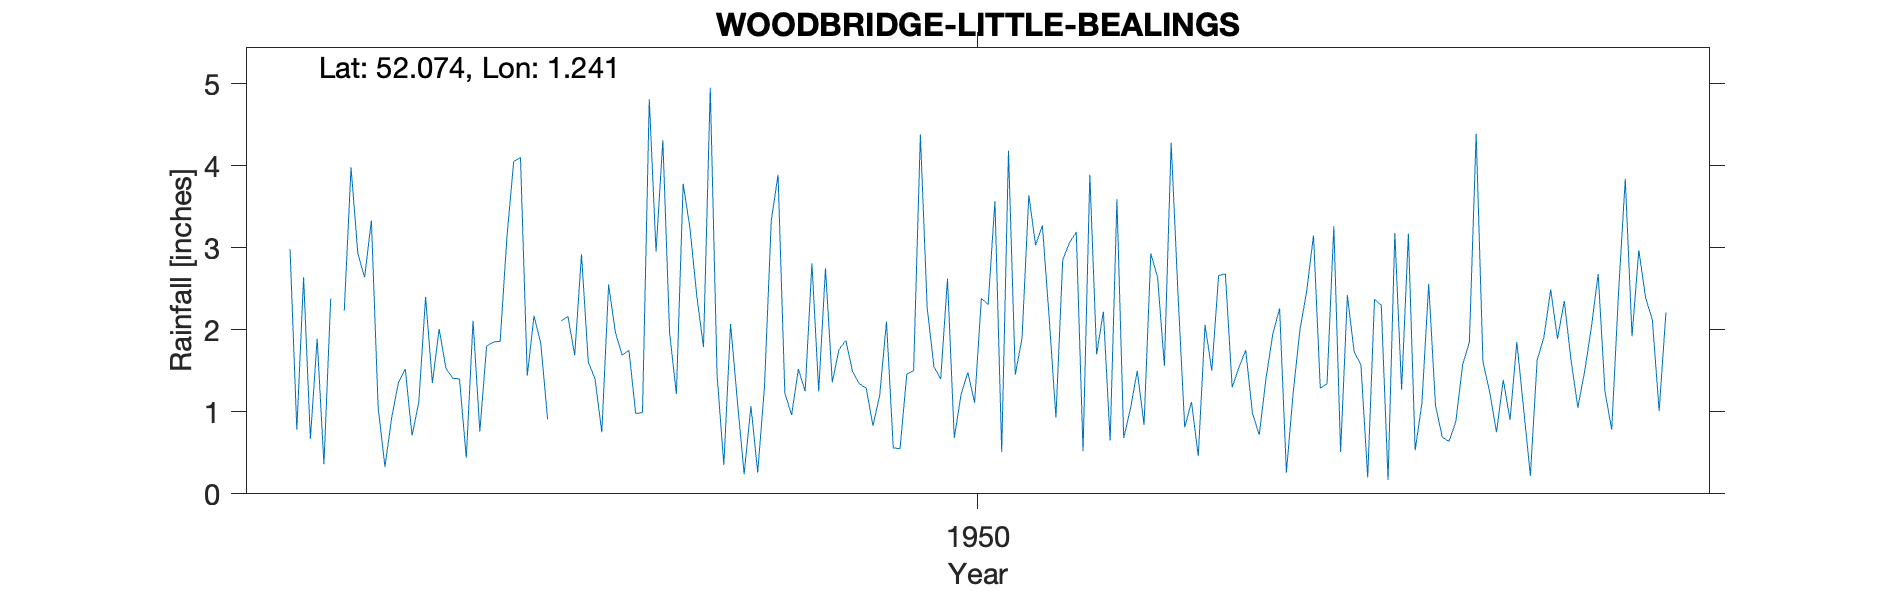 WOODBRIDGE-LITTLE-BEALINGS
Lat: 52.074, Lon: 1.241
5
4
3
2
1
0
Rainfall [inches]
1950
Year